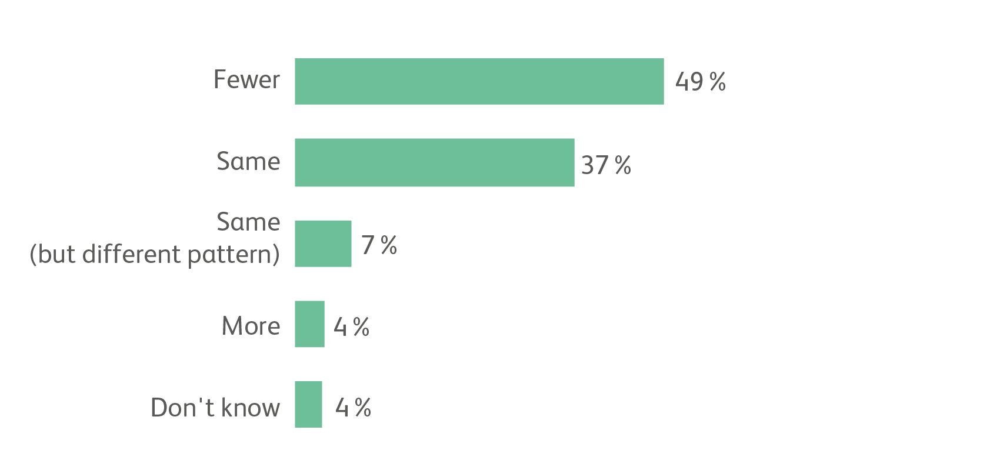 Fewer 49 %
Same 37 %
Same
(but different pattern) 7 %
More 4 %
Don't know 4 %